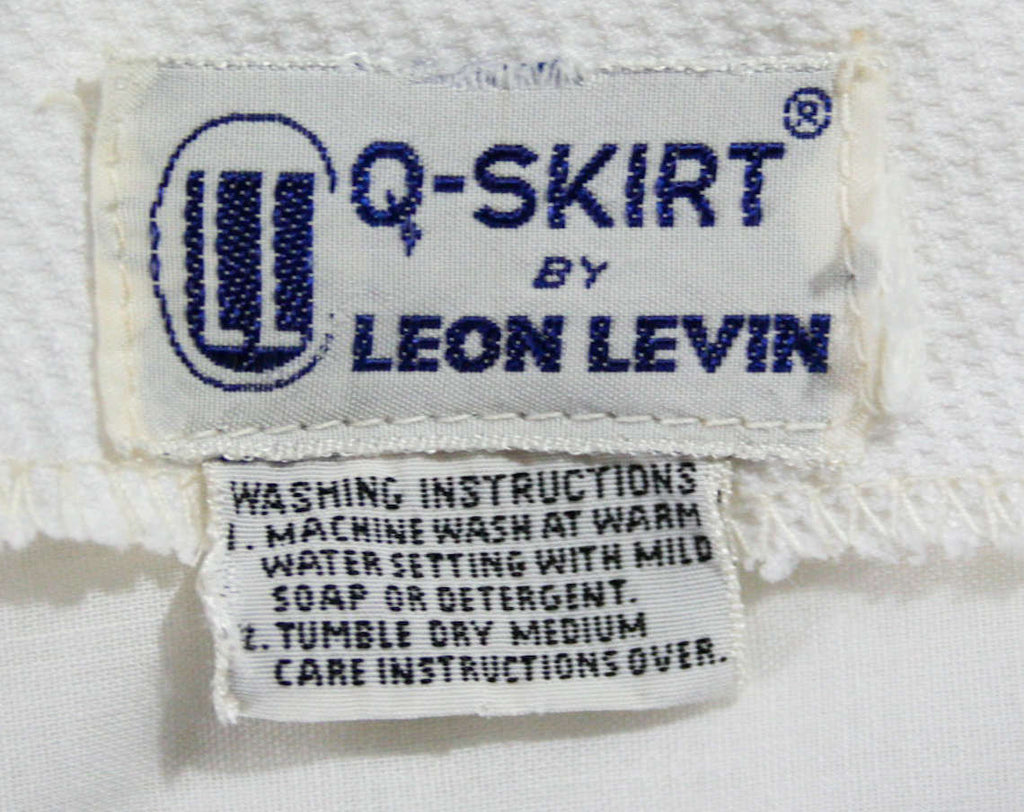 Q-SKIRT®
BY
LEON LEVIN
WASHING INSTRUCTIONS
1. MACHINE WASH AT WARM
WATER SETTING WITH MILD
SOAP OR DETERGENT.
2. TUMBLE DRY MEDIUM
CARE INSTRUCTIONS OVER.